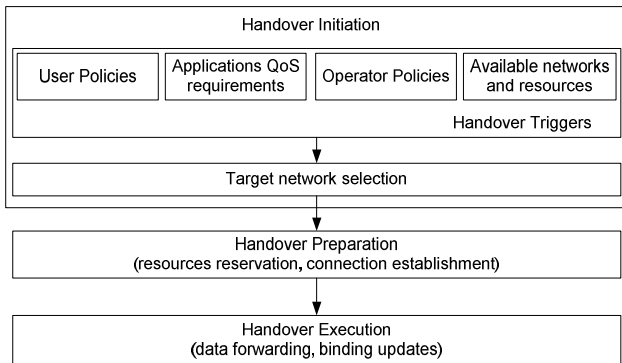 Handover Initiation
User Policies
Applications QoS
requirements
Operator Policies
Available networks
and resources
Handover Triggers
Target network selection
Handover Preparation
(resources reservation, connection establishment)
Handover Execution
(data forwarding, binding updates)